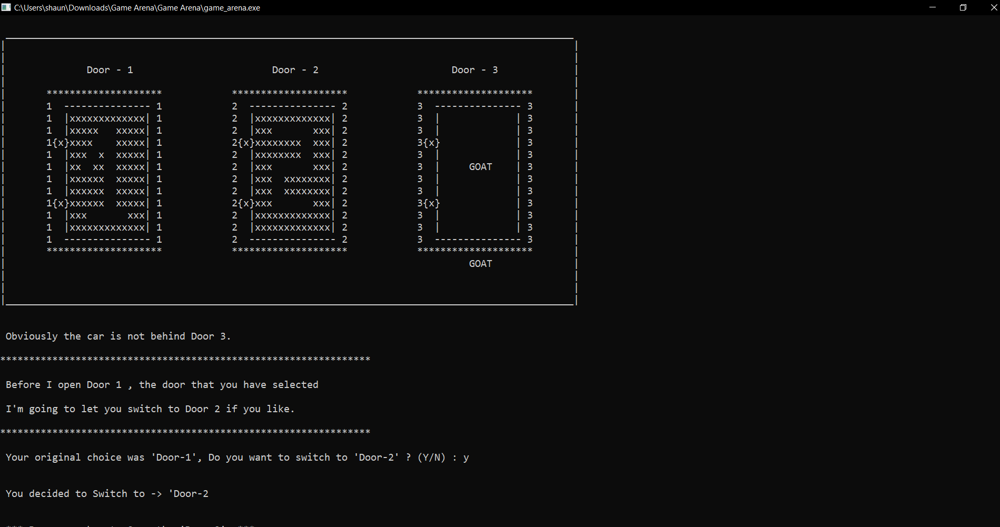 C:\Users\shaun\Downloads\Game Arena\Game Arena\game_arena.exe
Door - 1 Door - 2 Door - 3
******************** ******************** ********************
1 --------------- 1 2 --------------- 2 3 --------------- 3
1 |xxxxxxxxxxxxx| 1 2 |xxxxxxxxxxxxx| 2 3 | | 3
1 |xxxxx   xxxxx| 1 2 |xxx       xxx| 2 3 | | 3
1{x}xxxx    xxxxx| 1 2{x}xxxxxxxx  xxx| 2 3{x} | 3
1 |xxx  x  xxxxx| 1 2 |xxxxxxxx  xxx| 2 3 | | 3
1 |xx  xx  xxxxx| 1 2 |xxx       xxx| 2 3 | GOAT | 3
1 |xxxxxx  xxxxx| 1 2 |xxx  xxxxxxxx| 2 3 | | 3
1 |xxxxxx  xxxxx| 1 2 |xxx  xxxxxxxx| 2 3 | | 3
1{x}xxxxxx  xxxxx| 1 2{x}xxx       xxx| 2 3{x} | 3
1 |xxx       xxx| 1 2 |xxxxxxxxxxxxx| 2 3 | | 3
1 |xxxxxxxxxxxxx| 1 2 |xxxxxxxxxxxxx| 2 3 | | 3
1 --------------- 1 2 --------------- 2 3 --------------- 3
******************** ******************** ********************
GOAT
Obviously the car is not behind Door 3.
****************************************************************
Before I open Door 1 , the door that you have selected
I'm going to let you switch to Door 2 if you like.
****************************************************************
Your original choice was 'Door-1', Do you want to switch to 'Door-2' ? (Y/N) : y
You decided to Switch to -> 'Door-2